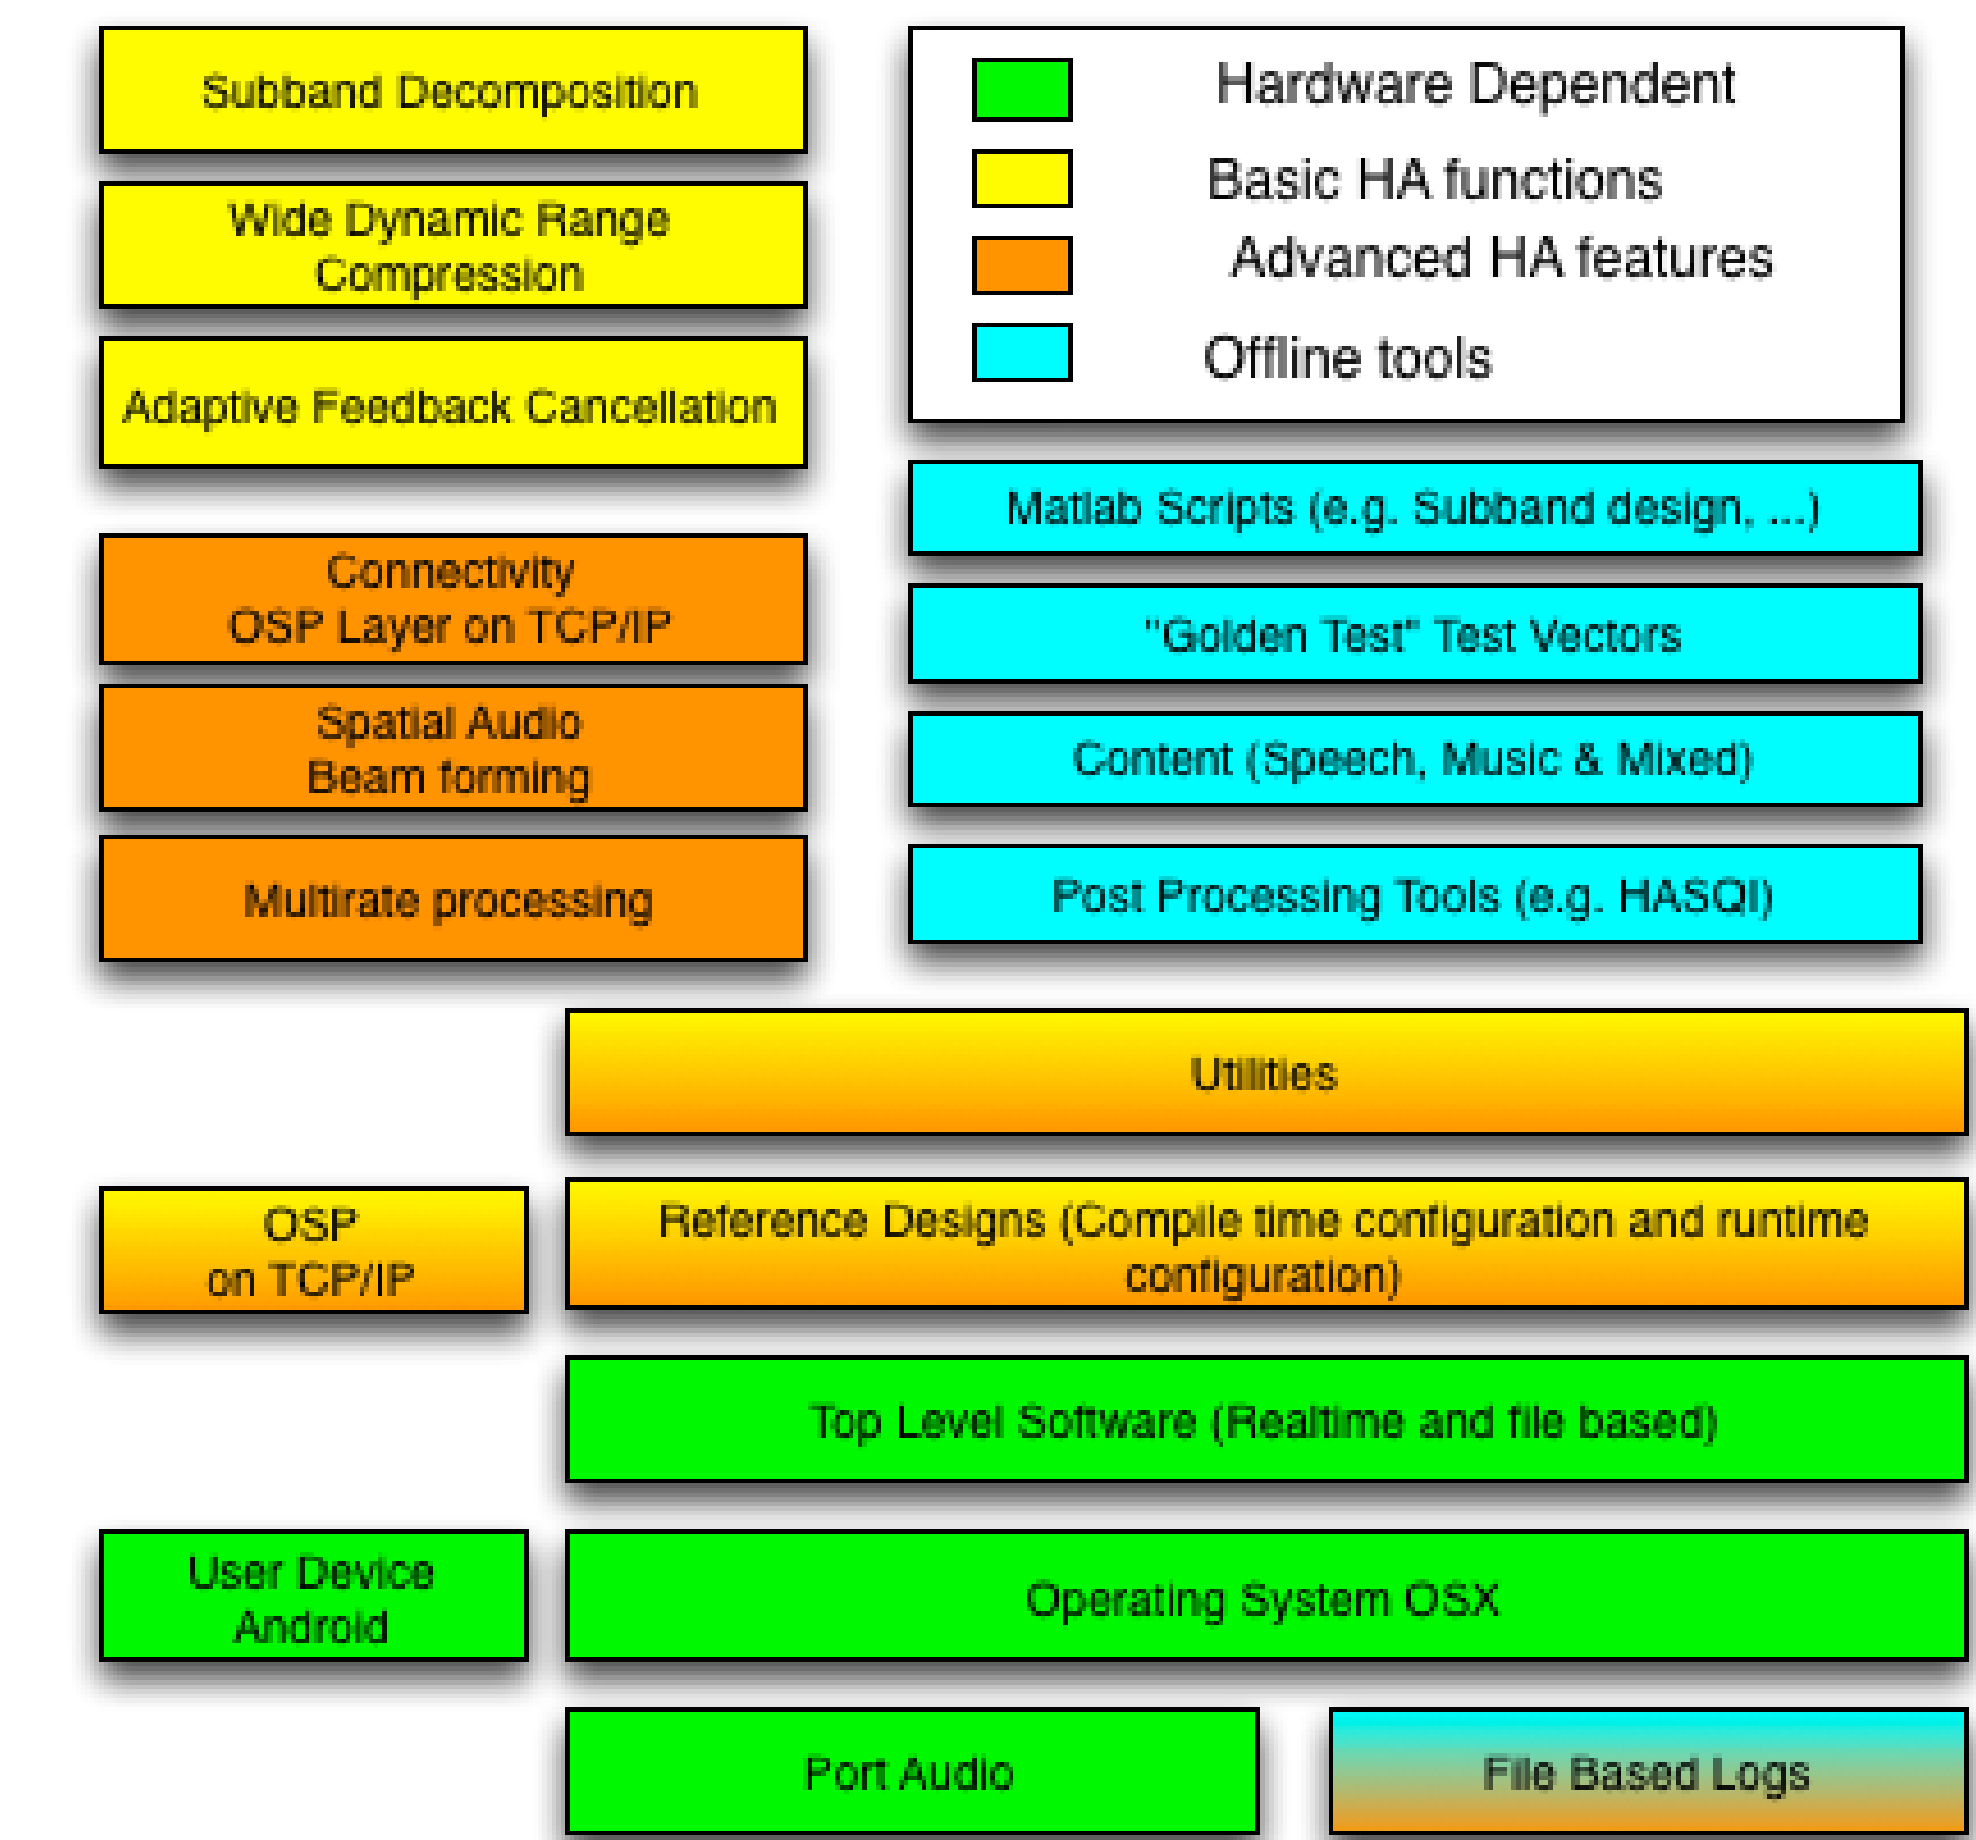 Subband Decomposition
Wide Dynamic Range
Compression
Adaptive Feedback Cancellation
Hardware Dependent
Basic HA functions
Advanced HA features
Offline tools
Connectivity
OSP Layer on TCP/IP
Spatial Audio
Beam forming
Multirate processing
Matlab Scripts (e.g. Subband design, ...)
"Golden Test" Test Vectors
Content (Speech, Music & Mixed)
Post Processing Tools (e.g. HASQI)
Utilities
OSP
on TCP/IP
Reference Designs (Compile time configuration and runtime
configuration)
Top Level Software (Realtime and file based)
User Device
Android
Operating System OSX
Port Audio
File Based Logs